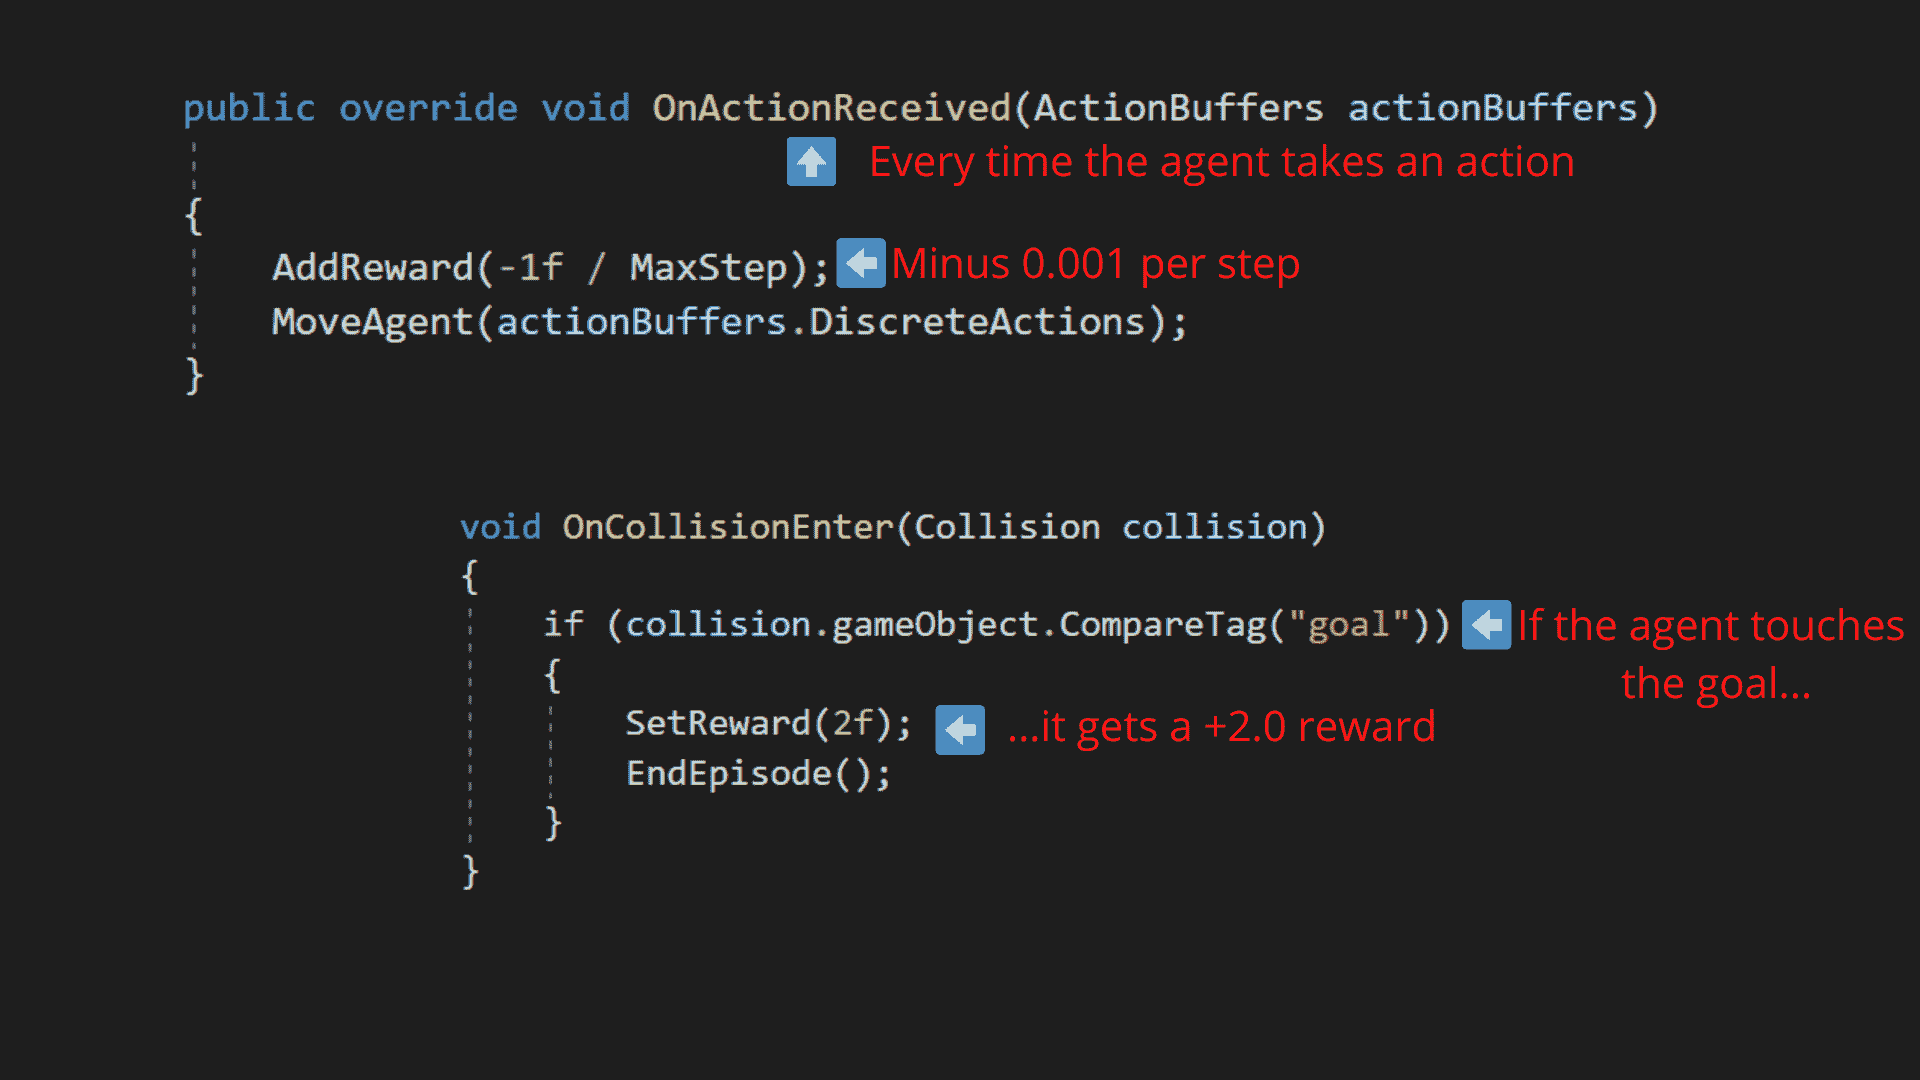 public override void OnActionReceived(ActionBuffers actionBuffers)
Every time the agent takes an action
{
AddReward(-1f / MaxStep); Minus 0.001 per step
MoveAgent(actionBuffers.DiscreteActions);
}
void OnCollisionEnter(Collision collision)
{
if (collision.gameObject.CompareTag("goal")) If the agent touches
the goal...
{
SetReward(2f); ...it gets a +2.0 reward
EndEpisode();
}
}